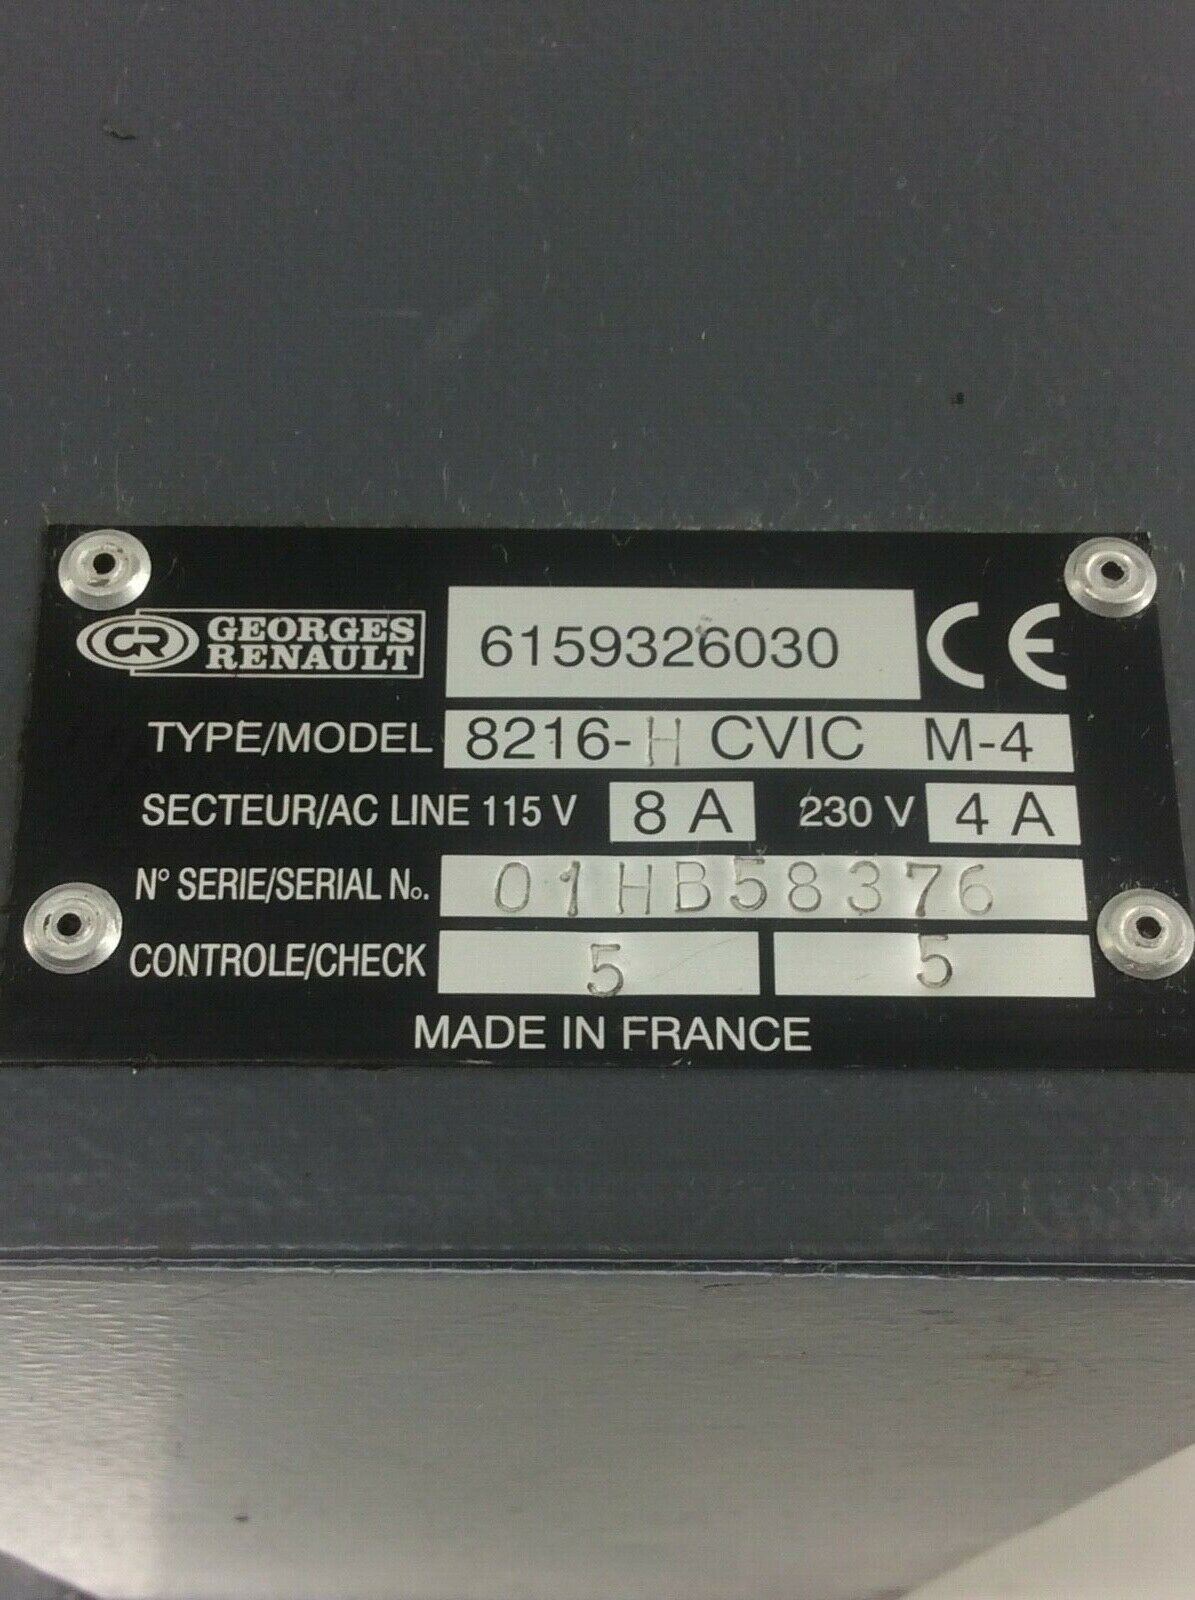 GR GEORGES RENAULT 6159326030 CE
TYPE/MODEL 8216-H CVIC M-4
SECTEUR/AC LINE 115 V 8 A 230 V 4 A
N° SERIE/SERIAL No. 01HB58376
CONTROLE/CHECK 5 5
MADE IN FRANCE